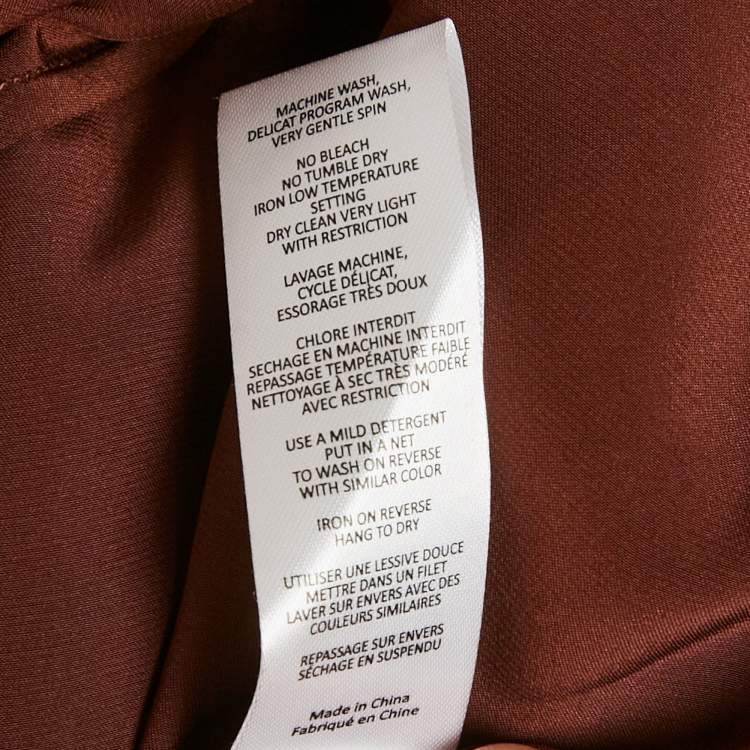 MACHINE WASH,
DELICAT PROGRAM WASH,
VERY GENTLE SPIN
NO BLEACH
NO TUMBLE DRY
IRON LOW TEMPERATURE
SETTING
DRY CLEAN VERY LIGHT
WITH RESTRICTION
LAVAGE MACHINE,
CYCLE DÉLICAT,
ESSORAGE TRÈS DOUX
CHLORE INTERDIT
SECHAGE EN MACHINE INTERDIT
REPASSAGE TEMPÉRATURE FAIBLE
NETTOYAGE À SEC TRÈS MODÉRÉ
AVEC RESTRICTION
USE A MILD DETERGENT
PUT IN A NET
TO WASH ON REVERSE
WITH SIMILAR COLOR
IRON ON REVERSE
HANG TO DRY
UTILISER UNE LESSIVE DOUCE
METTRE DANS UN FILET
LAVER SUR ENVERS AVEC DES
COULEURS SIMILAIRES
REPASSAGE SUR ENVERS
SÉCHAGE EN SUSPENDU
Made in China
Fabriqué en Chine